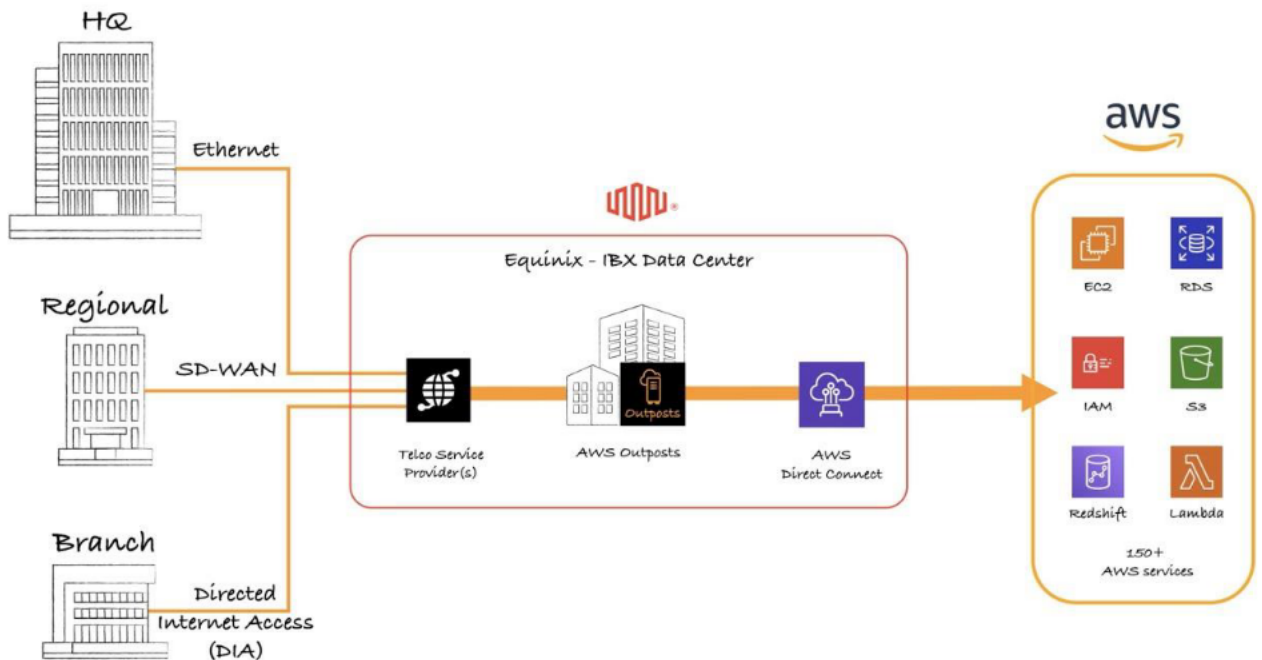 HQ
Ethernet
Regional
SD-WAN
Branch
Directed
Internet Access
(DIA)
®
Equinix - IBX Data Center
Telco Service
Provider(s)
Outposts
AWS Outposts
AWS
Direct Connect
aws
EC2
RDS
IAM
S3
Redshift
Lambda
150+
AWS services